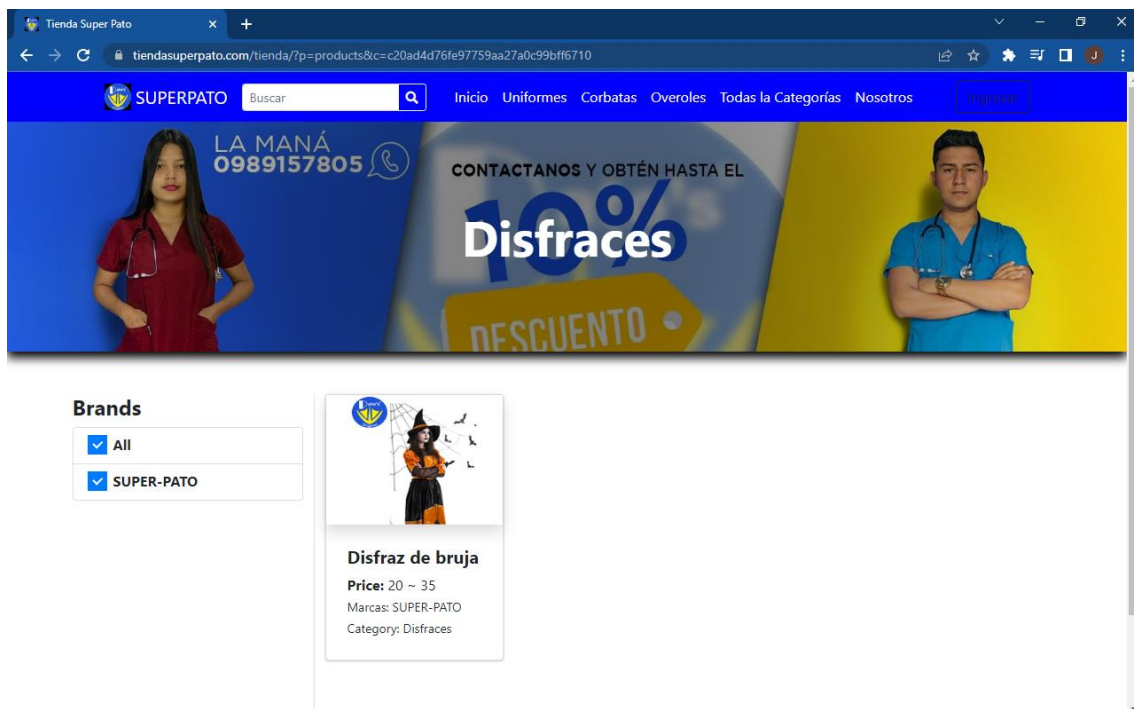 Tienda Super Pato
tiendasuperpato.com/tienda/?p=products&c=c20ad4d76fe97759aa27a0c99bff6710
J
SUPERPATO
Buscar
Inicio Uniformes Corbatas Overoles Todas la Categorías Nosotros
Ingresar
LA MANÁ
0989157805
CONTACTANOS Y OBTÉN HASTA EL
10%
Disfraces
DESCUENTO
Brands
All
SUPER-PATO
Disfraz de bruja
Price: 20 ~ 35
Marcas: SUPER-PATO
Category: Disfraces